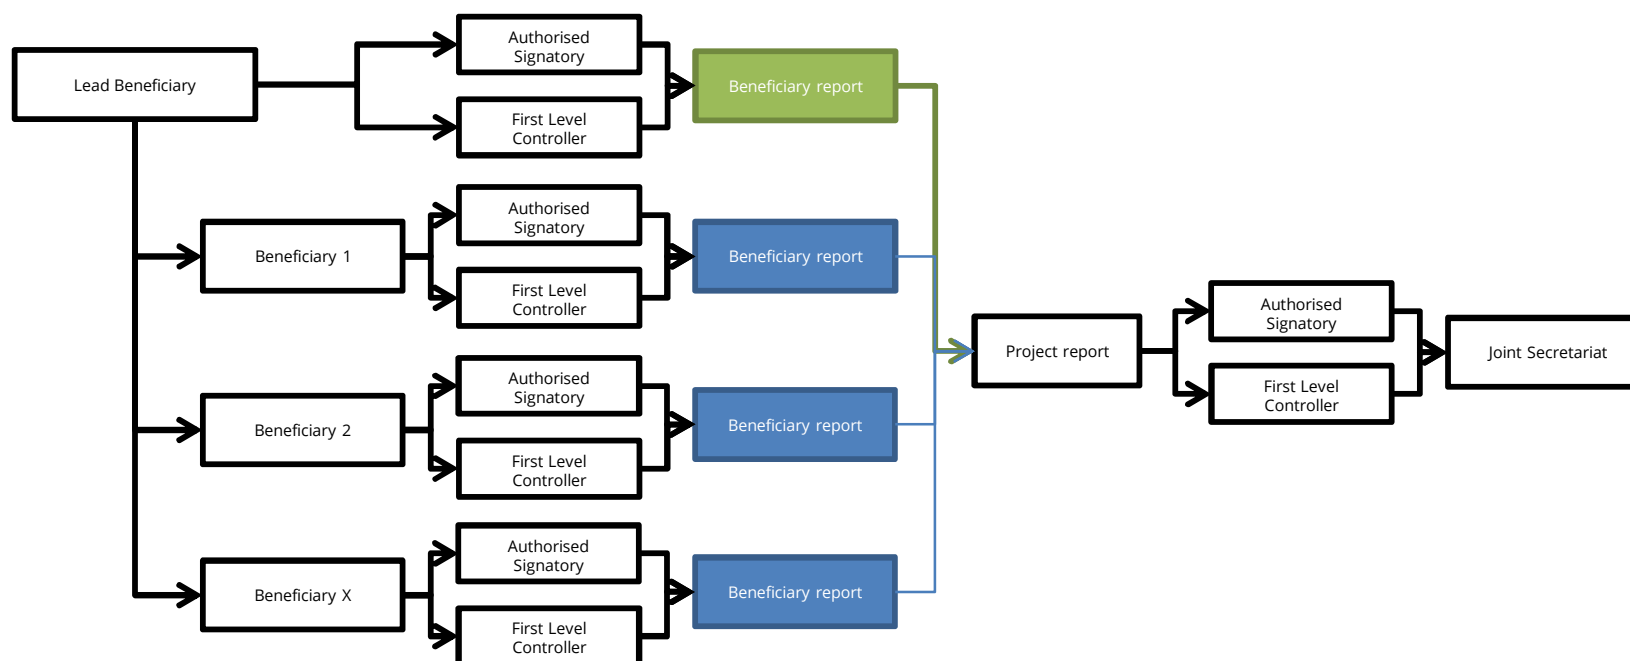 Authorised
Signatory
Lead Beneficiary
Beneficiary report
First Level
Controller
Authorised
Signatory
Beneficiary 1
Beneficiary report
First Level
Controller
Authorised
Signatory
Project report
Joint Secretariat
Authorised
Signatory
First Level
Controller
Beneficiary 2
Beneficiary report
First Level
Controller
Authorised
Signatory
Beneficiary X
Beneficiary report
First Level
Controller